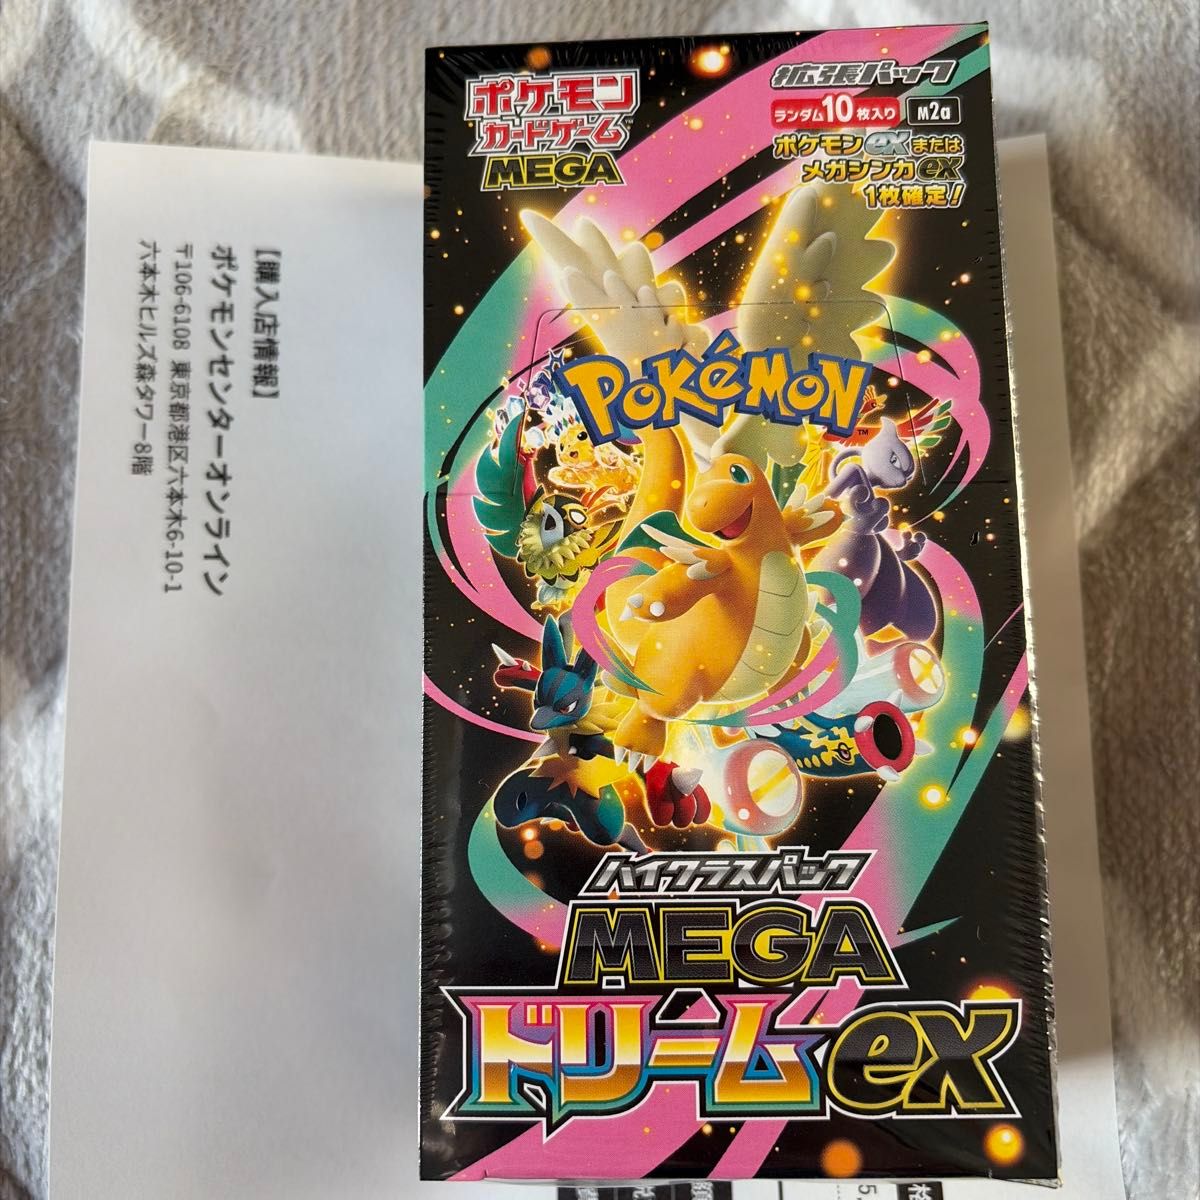 ポケモン
カードゲーム
MEGA
拡張パック
ランダム10枚入り
M2a
ポケモンexまたは
メガシンカex
1枚確定!
POKéMON
TM
ハイクラスパック
MEGA
ドリームex
【購入店情報】
ポケモンセンターオンライン
〒106-6108 東京都港区六本木6-10-1
六本木ヒルズ森タワー8階